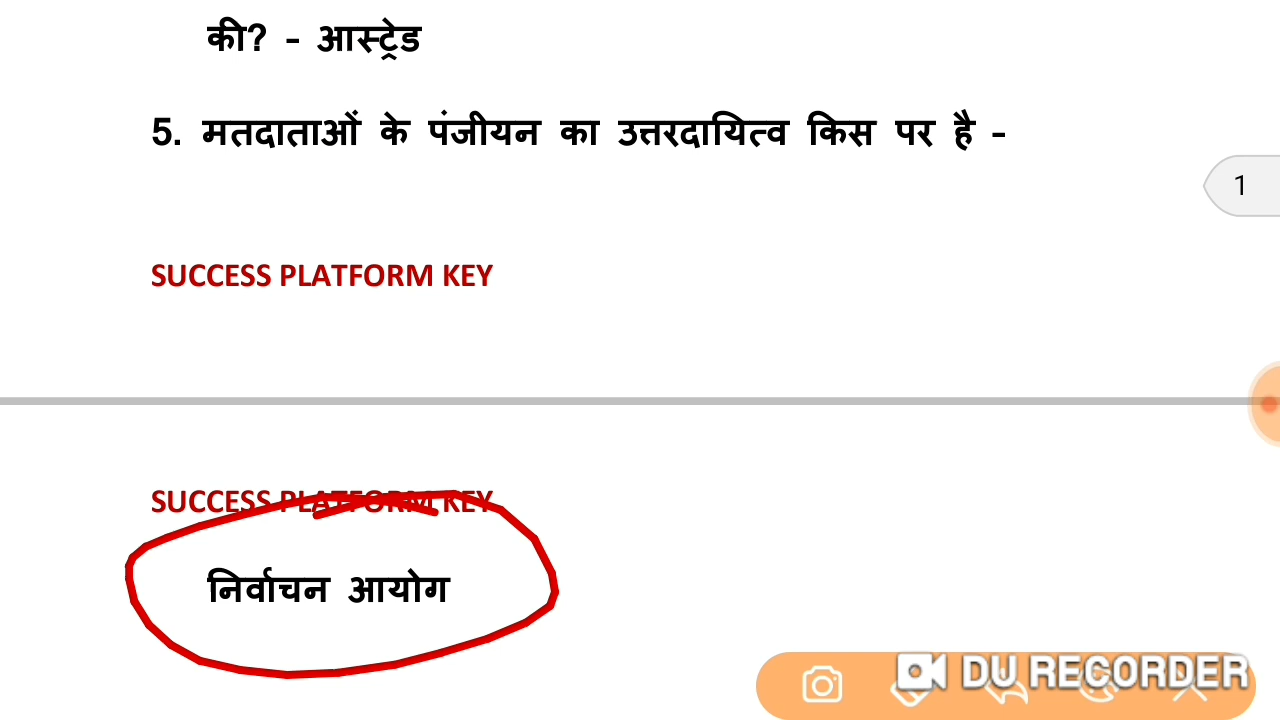 की? - आस्ट्रेड
5. मतदाताओं के पंजीयन का उत्तरदायित्व किस पर है -
1
SUCCESS PLATFORM KEY
SUCCESS PLATFORM KEY
निर्वाचन आयोग
DU RECORDER